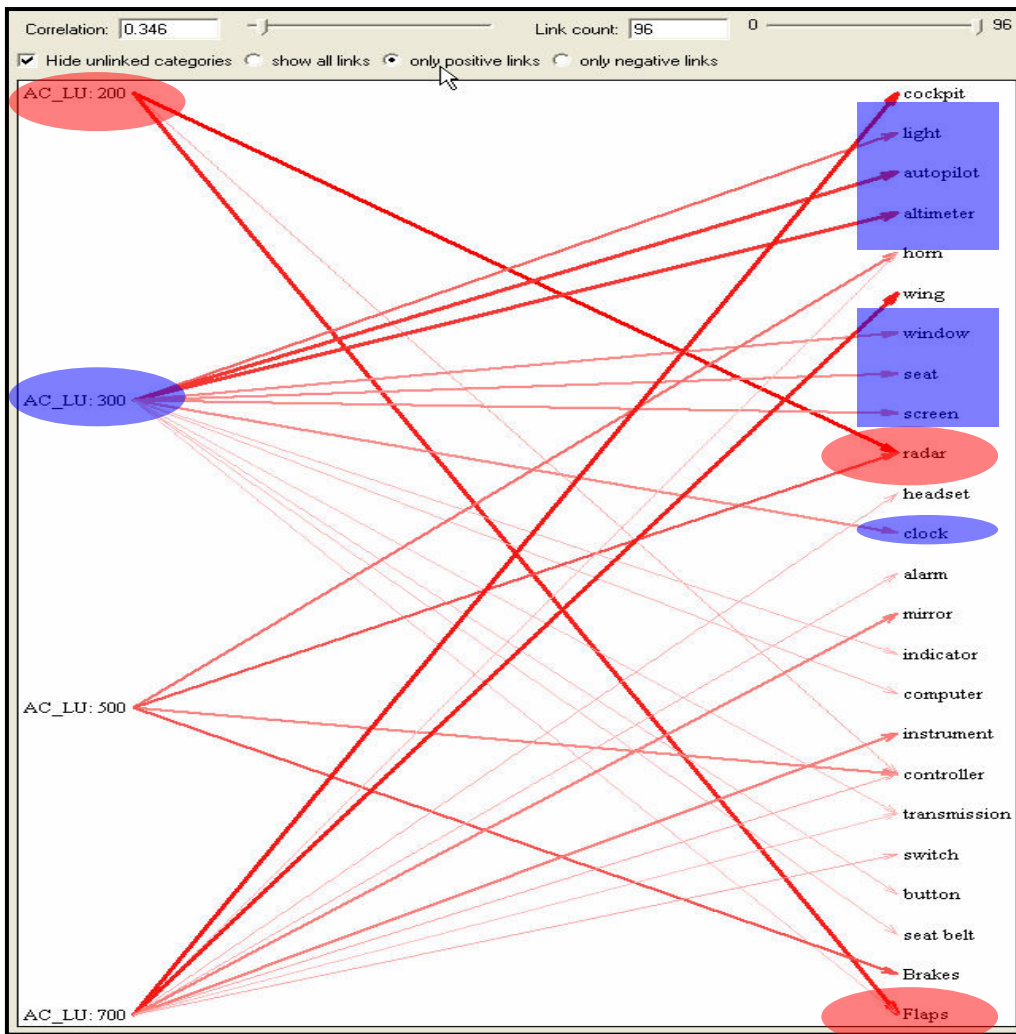 Correlation: 0.346 Link count: 96 0 96
Hide unlinked categories show all links only positive links only negative links
AC_LU: 200 cockpit
light
autopilot
altimeter
horn
wing
window
seat
AC_LU: 300
screen
radar
headset
clock
alarm
mirror
indicator
computer
AC_LU: 500
instrument
controller
transmission
switch
button
seat belt
Brakes
AC_LU: 700 Flaps